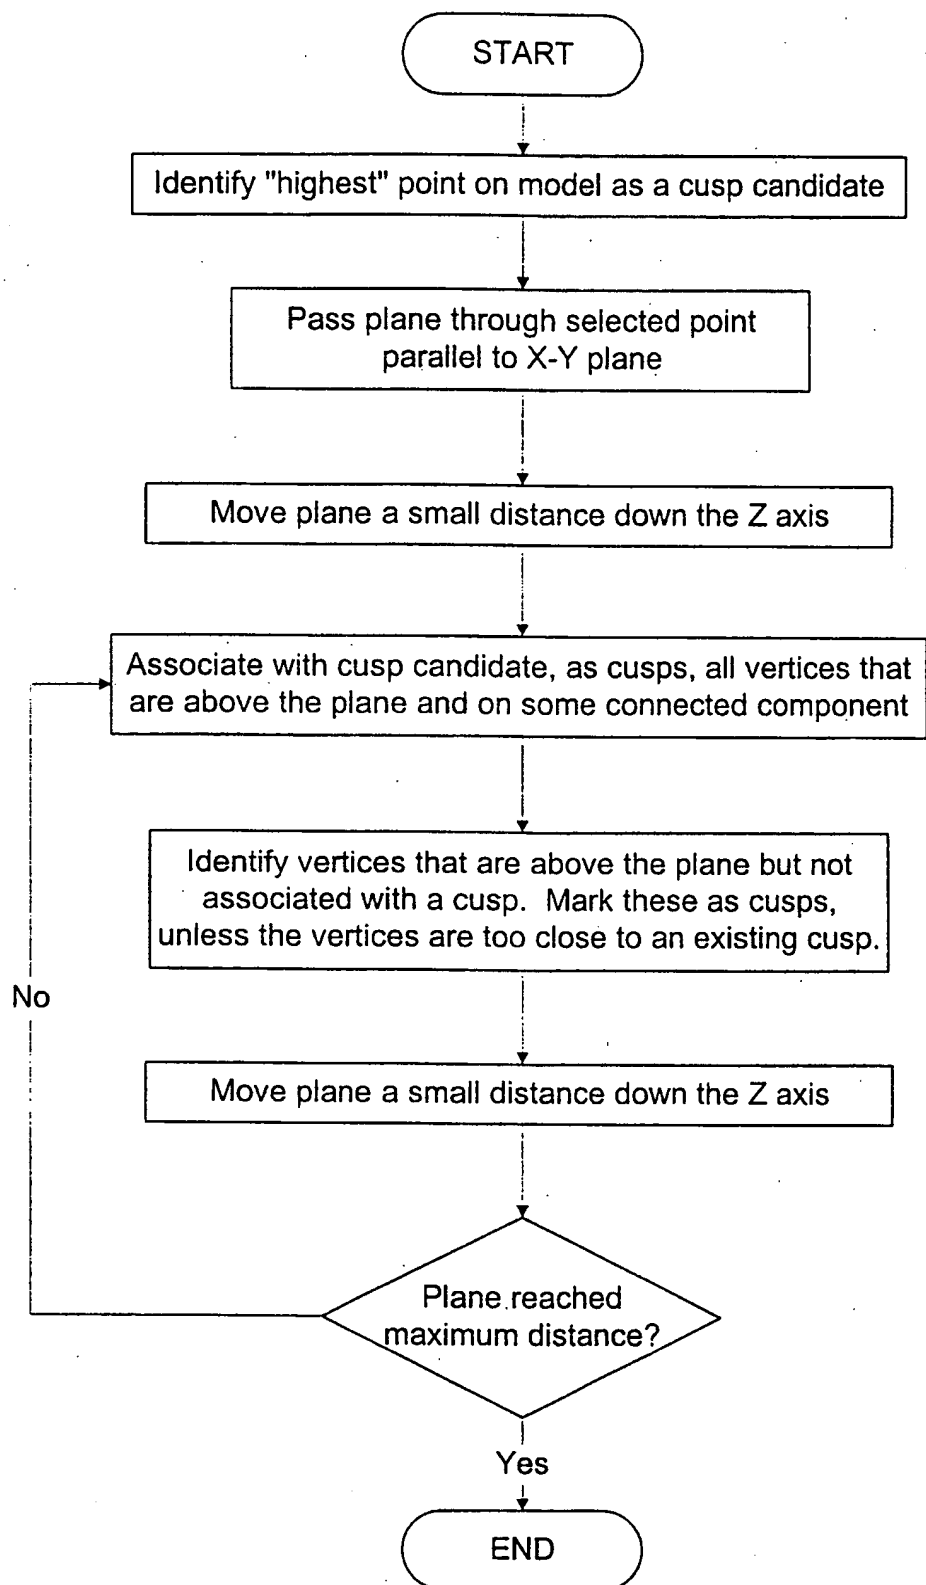 START
Identify "highest" point on model as a cusp candidate
Pass plane through selected point
parallel to X-Y plane
Move plane a small distance down the Z axis
Associate with cusp candidate, as cusps, all vertices that
are above the plane and on some connected component
Identify vertices that are above the plane but not
associated with a cusp. Mark these as cusps,
unless the vertices are too close to an existing cusp.
No
Move plane a small distance down the Z axis
Plane reached
maximum distance?
Yes
END